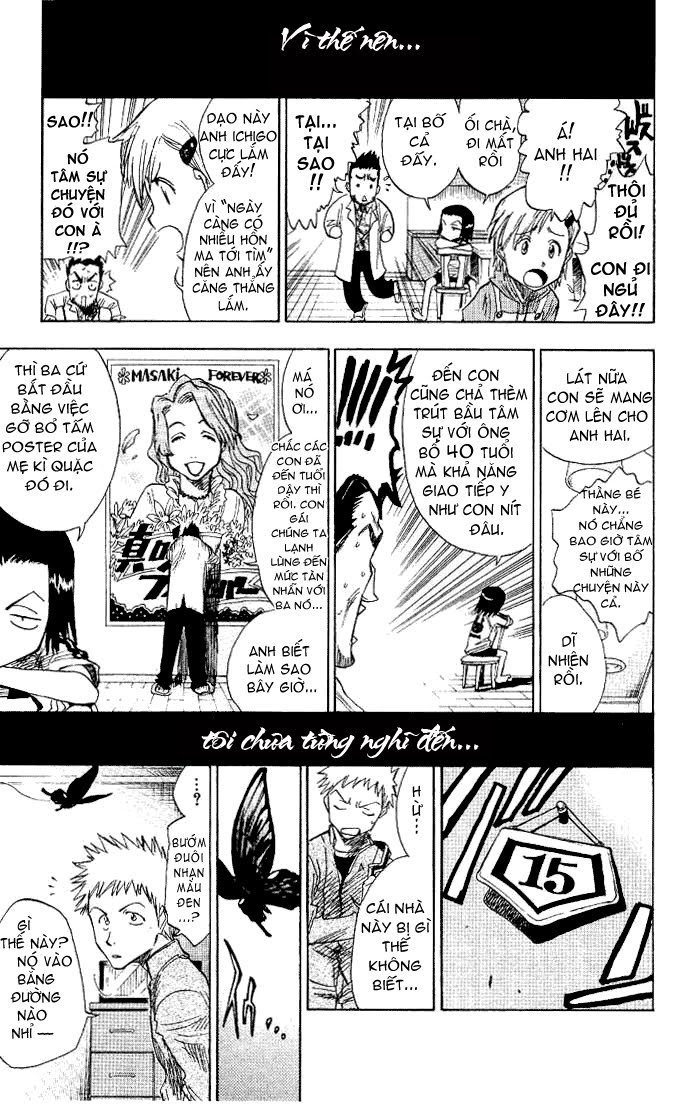 Vì thế nên...
THÔI
ĐỦ
RỒI!
CON ĐI
NGỦ
ĐÂY!!
Á!
ANH HAI
!!
ỐI CHÀ,
ĐI MẤT
RỒI
TẠI BỐ
CẢ
ĐẤY.
TẠI...
TẠI
SAO
!!
DẠO NÀY
ANH ICHIGO
CỰC LẮM
ĐẤY!
VÌ "NGÀY
CÀNG CÓ
NHIỀU HỒN
MA TỚI TÌM"
NÊN ANH ẤY
CĂNG THẲNG
LẮM.
SAO!!
NÓ
TÂM SỰ
CHUYỆN
ĐÓ VỚI
CON À
!!?
LÁT NỮA
CON SẼ MANG
CƠM LÊN CHO
ANH HAI.
THẰNG BÉ
NÀY...
NÓ CHẲNG
BAO GIỜ TÂM
SỰ VỚI BỐ
NHỮNG
CHUYỆN NÀY
CẢ.
DĨ
NHIÊN
RỒI.
ĐẾN CON
CŨNG CHẢ THÈM
TRÚT BẦU TÂM
SỰ VỚI ÔNG
BỐ 40 TUỔI
MÀ KHẢ NĂNG
GIAO TIẾP Y
NHƯ CON NÍT
ĐÂU.
MASAKI FOREVER
MÁ
NÓ
ƠI...
CHẮC CÁC
CON ĐÃ
ĐẾN TUỔI
DẬY THÌ
RỒI. CON
GÁI
CHÚNG TA
LẠNH
LÙNG ĐẾN
MỨC TÀN
NHẪN VỚI
BA NÓ...
ANH BIẾT
LÀM SAO
BÂY GIỜ...
THÌ BA CỨ
BẮT ĐẦU
BẰNG VIỆC
GỠ BỎ TẤM
POSTER CỦA
MẸ KÌ QUẶC
ĐÓ ĐI.
tôi chưa từng nghĩ đến...
15
HỪ
...
CÁI NHÀ
NÀY BỊ GÌ
THẾ
KHÔNG
BIẾT...
...?
BƯỚM
ĐUÔI
NHẠN
MÀU
ĐEN
...?
GÌ
THẾ NÀY?
NÓ VÀO
BẰNG
ĐƯỜNG
NÀO
NHỈ —